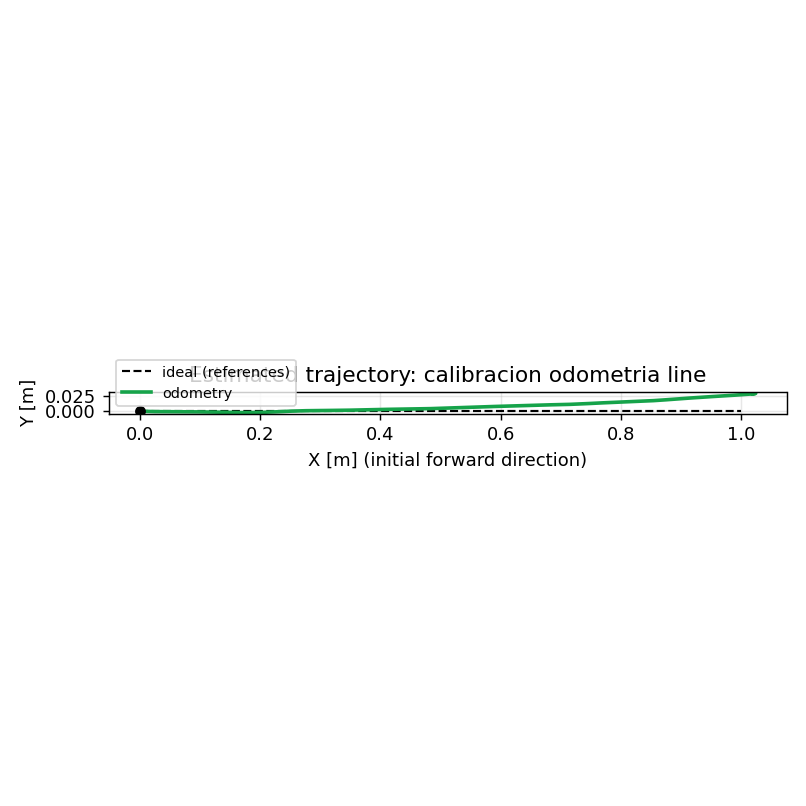 Estimated trajectory: calibracion odometria line
ideal (references)
odometry
Y [m]
0.025
0.000
0.0 0.2 0.4 0.6 0.8 1.0
X [m] (initial forward direction)